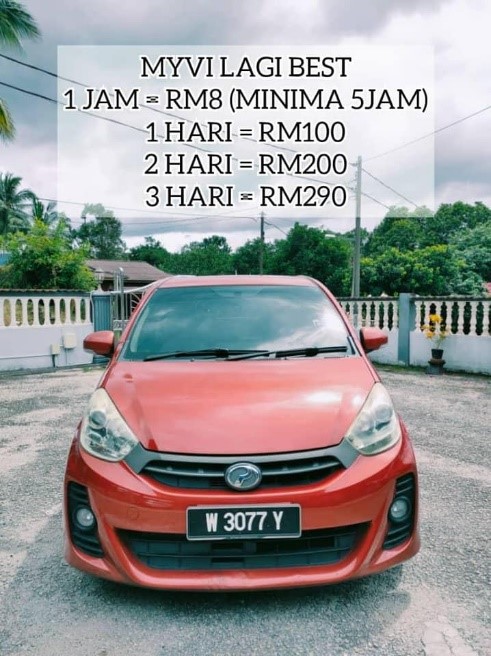 MYVI LAGI BEST
1 JAM = RM8 (MINIMA 5JAM)
1 HARI = RM100
2 HARI = RM200
3 HARI = RM290
W 3077 Y